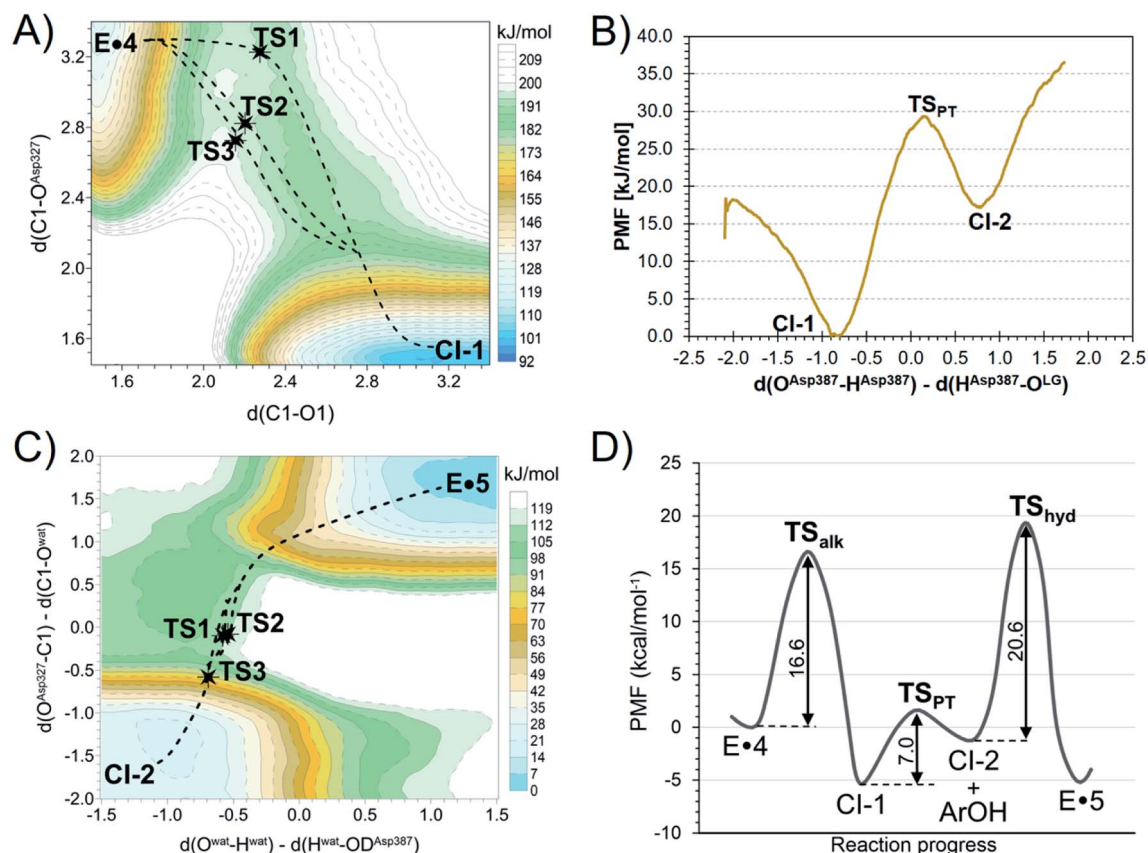 A)
E●4
TS1
TS2
TS3
CI-1
3.2
2.8
2.4
2.0
1.6
d(C1-O^Asp327)
1.6 2.0 2.4 2.8 3.2
d(C1-O1)
kJ/mol
209
200
191
182
173
164
155
146
137
128
119
110
101
92
B)
40.0
35.0
30.0
25.0
20.0
15.0
10.0
5.0
0.0
PMF [kJ/mol]
TS_PT
CI-2
CI-1
-2.5 -2.0 -1.5 -1.0 -0.5 0.0 0.5 1.0 1.5 2.0 2.5
d(O^Asp387-H^Asp387) - d(H^Asp387-O^LG)
C)
2.0
1.5
1.0
0.5
0.0
-0.5
-1.0
-1.5
-2.0
d(O^Asp327-C1) - d(C1-O^wat)
E●5
TS1
TS2
TS3
CI-2
-1.5 -1.0 -0.5 0.0 0.5 1.0 1.5
d(O^wat-H^wat) - d(H^wat-OD^Asp387)
kJ/mol
119
112
105
98
91
77
63
56
49
42
31
28
21
14
7
0
D)
25
20
15
10
5
0
-5
-10
PMF (kcal/mol⁻¹)
TS_alk
TS_hyd
TS_PT
16.6
7.0
20.6
E●4
CI-1
CI-2
+
ArOH
E●5
Reaction progress